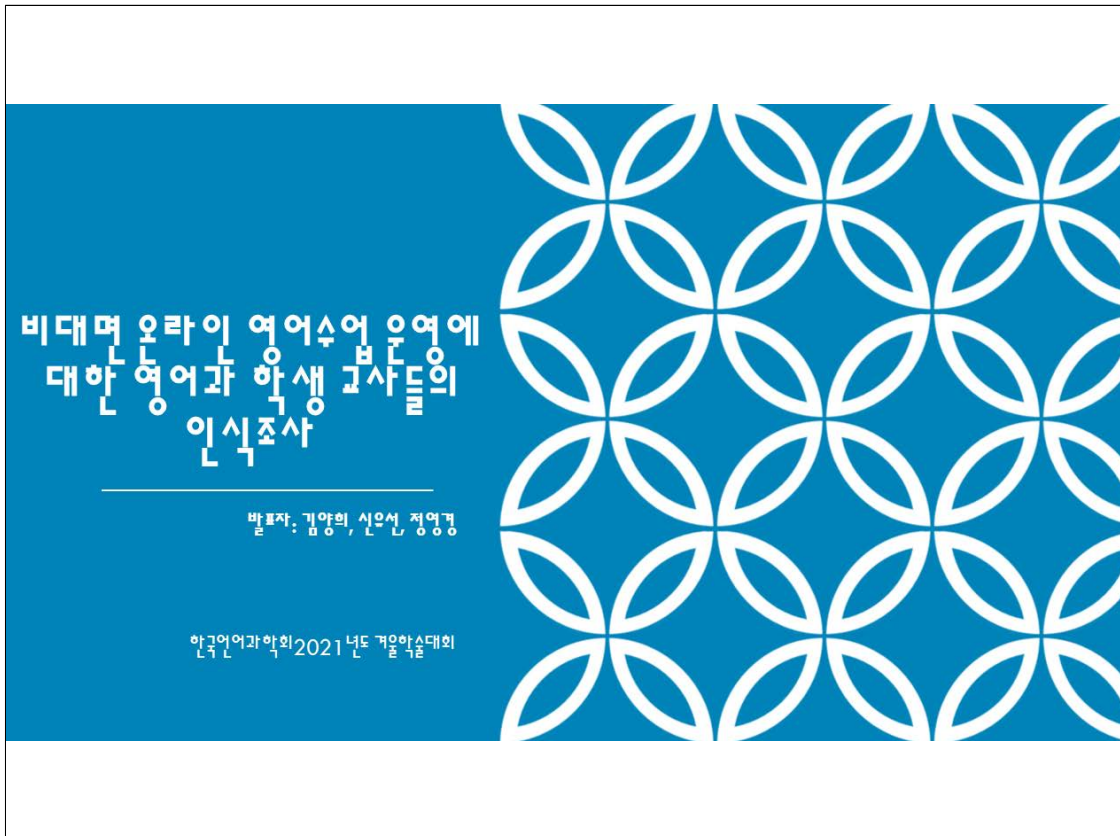 비대면 온라인 영어수업 운영에
대한 영어과 학생 교사들의
인식조사
발표자: 김양희, 신유선, 정영경
한국언어과학회2021년도 겨울학술대회